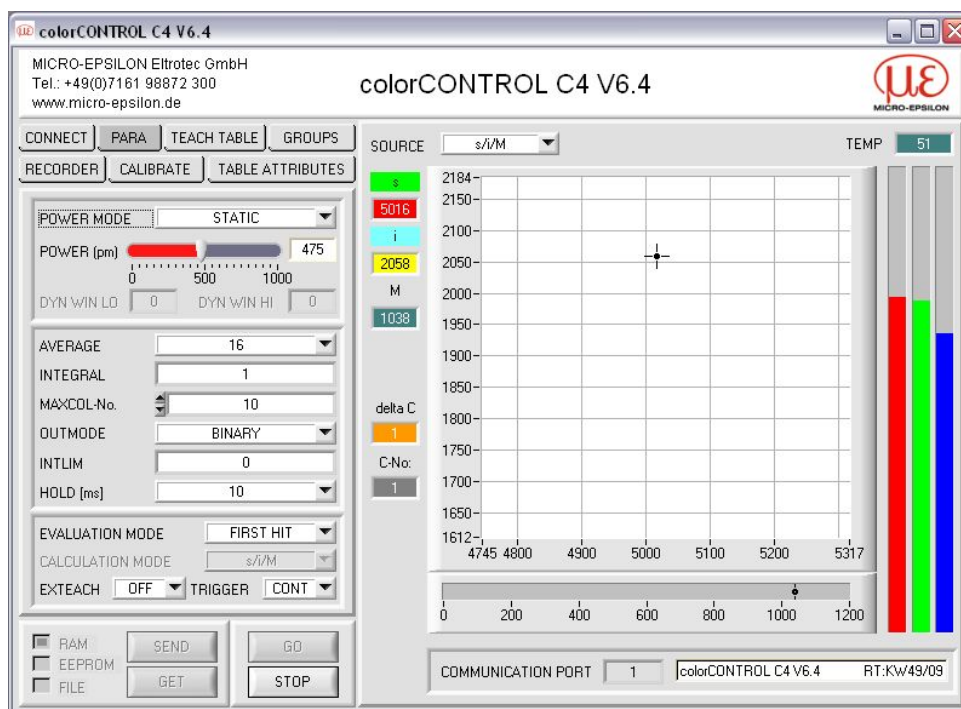 colorCONTROL C4 V6.4
MICRO-EPSILON Eltrotec GmbH
Tel.: +49(0)7161 98872 300
www.micro-epsilon.de
colorCONTROL C4 V6.4
με
MICRO-EPSILON
CONNECT PARA TEACH TABLE GROUPS
RECORDER CALIBRATE TABLE ATTRIBUTES
POWER MODE STATIC
POWER (pm) 475
0 500 1000
DYN WIN LO 0 DYN WIN HI 0
AVERAGE 16
INTEGRAL 1
MAXCOL-No. 10
OUTMODE BINARY
INTLIM 0
HOLD [ms] 10
EVALUATION MODE FIRST HIT
CALCULATION MODE s/i/M
EXTEACH OFF TRIGGER CONT
RAM
EEPROM
FILE
SEND GO
GET STOP
SOURCE s/i/M
TEMP 51
s
5016
i
2058
M
1038
delta C
1
C-No:
1
2184
2150
2100
2050
2000
1950
1900
1850
1800
1750
1700
1650
1612
4745 4800 4900 5000 5100 5200 5317
0 200 400 600 800 1000 1200
COMMUNICATION PORT 1 colorCONTROL C4 V6.4 RT:KW49/09